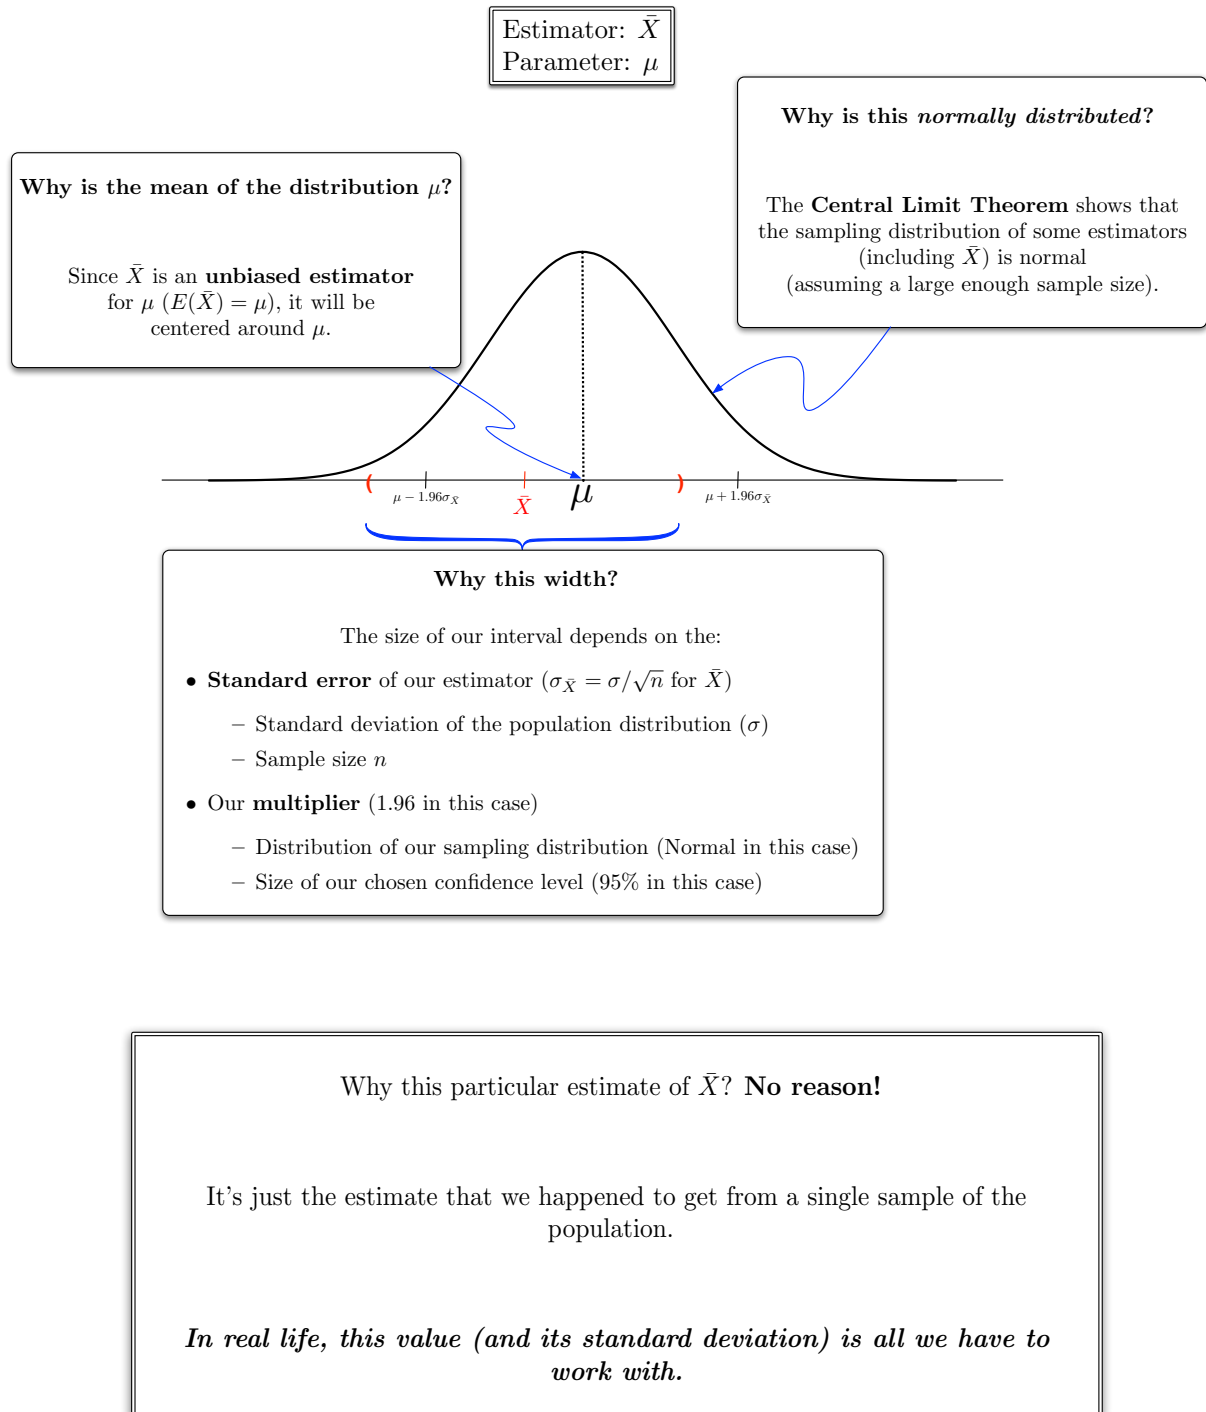 Estimator: X̄
Parameter: μ
Why is this normally distributed?
The Central Limit Theorem shows that
the sampling distribution of some estimators
(including X̄) is normal
(assuming a large enough sample size).
Why is the mean of the distribution μ?
Since X̄ is an unbiased estimator
for μ (E(X̄) = μ), it will be
centered around μ.
( μ − 1.96σ_X̄ X̄ μ ) μ + 1.96σ_X̄
Why this width?
The size of our interval depends on the:
• Standard error of our estimator (σ_X̄ = σ/√n for X̄)
– Standard deviation of the population distribution (σ)
– Sample size n
• Our multiplier (1.96 in this case)
– Distribution of our sampling distribution (Normal in this case)
– Size of our chosen confidence level (95% in this case)
Why this particular estimate of X̄? No reason!
It's just the estimate that we happened to get from a single sample of the
population.
In real life, this value (and its standard deviation) is all we have to
work with.